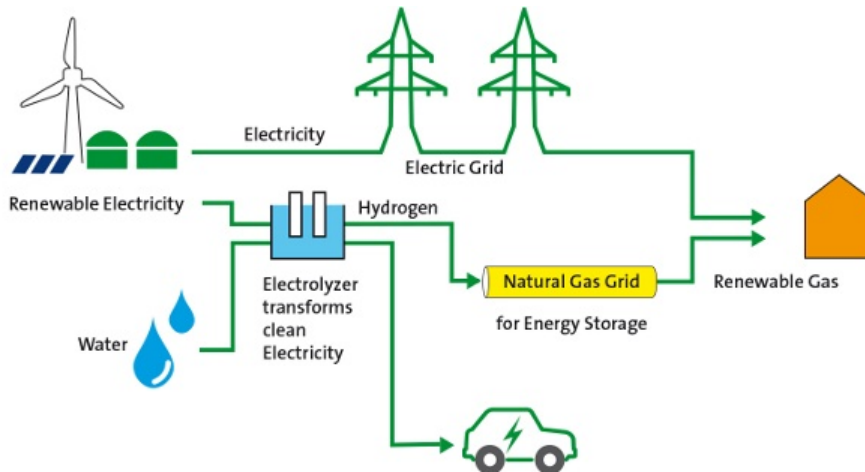 Electricity
Electric Grid
Renewable Electricity
Hydrogen
Natural Gas Grid
Renewable Gas
Electrolyzer
transforms
clean
Electricity
for Energy Storage
Water